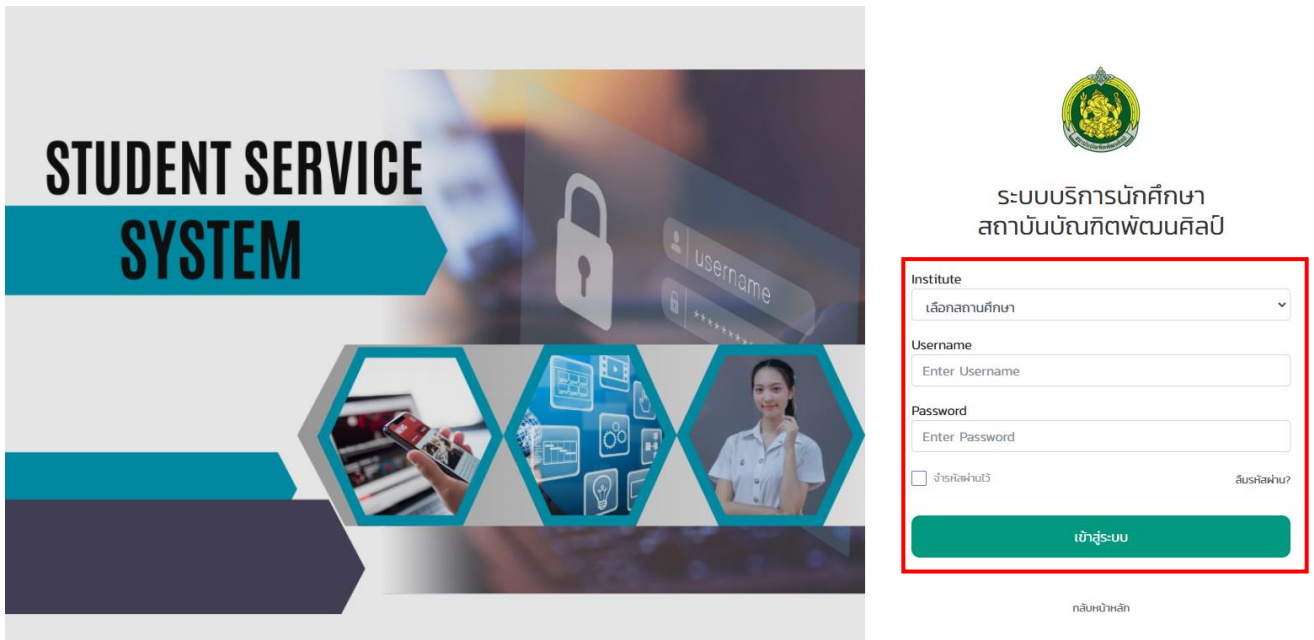 STUDENT SERVICE
SYSTEM
username
**********
ระบบบริการนักศึกษา
สถาบันบัณฑิตพัฒนศิลป์
Institute
เลือกสถานศึกษา
Username
Enter Username
Password
Enter Password
จำรหัสผ่านไว้
ลืมรหัสผ่าน?
เข้าสู่ระบบ
กลับหน้าหลัก